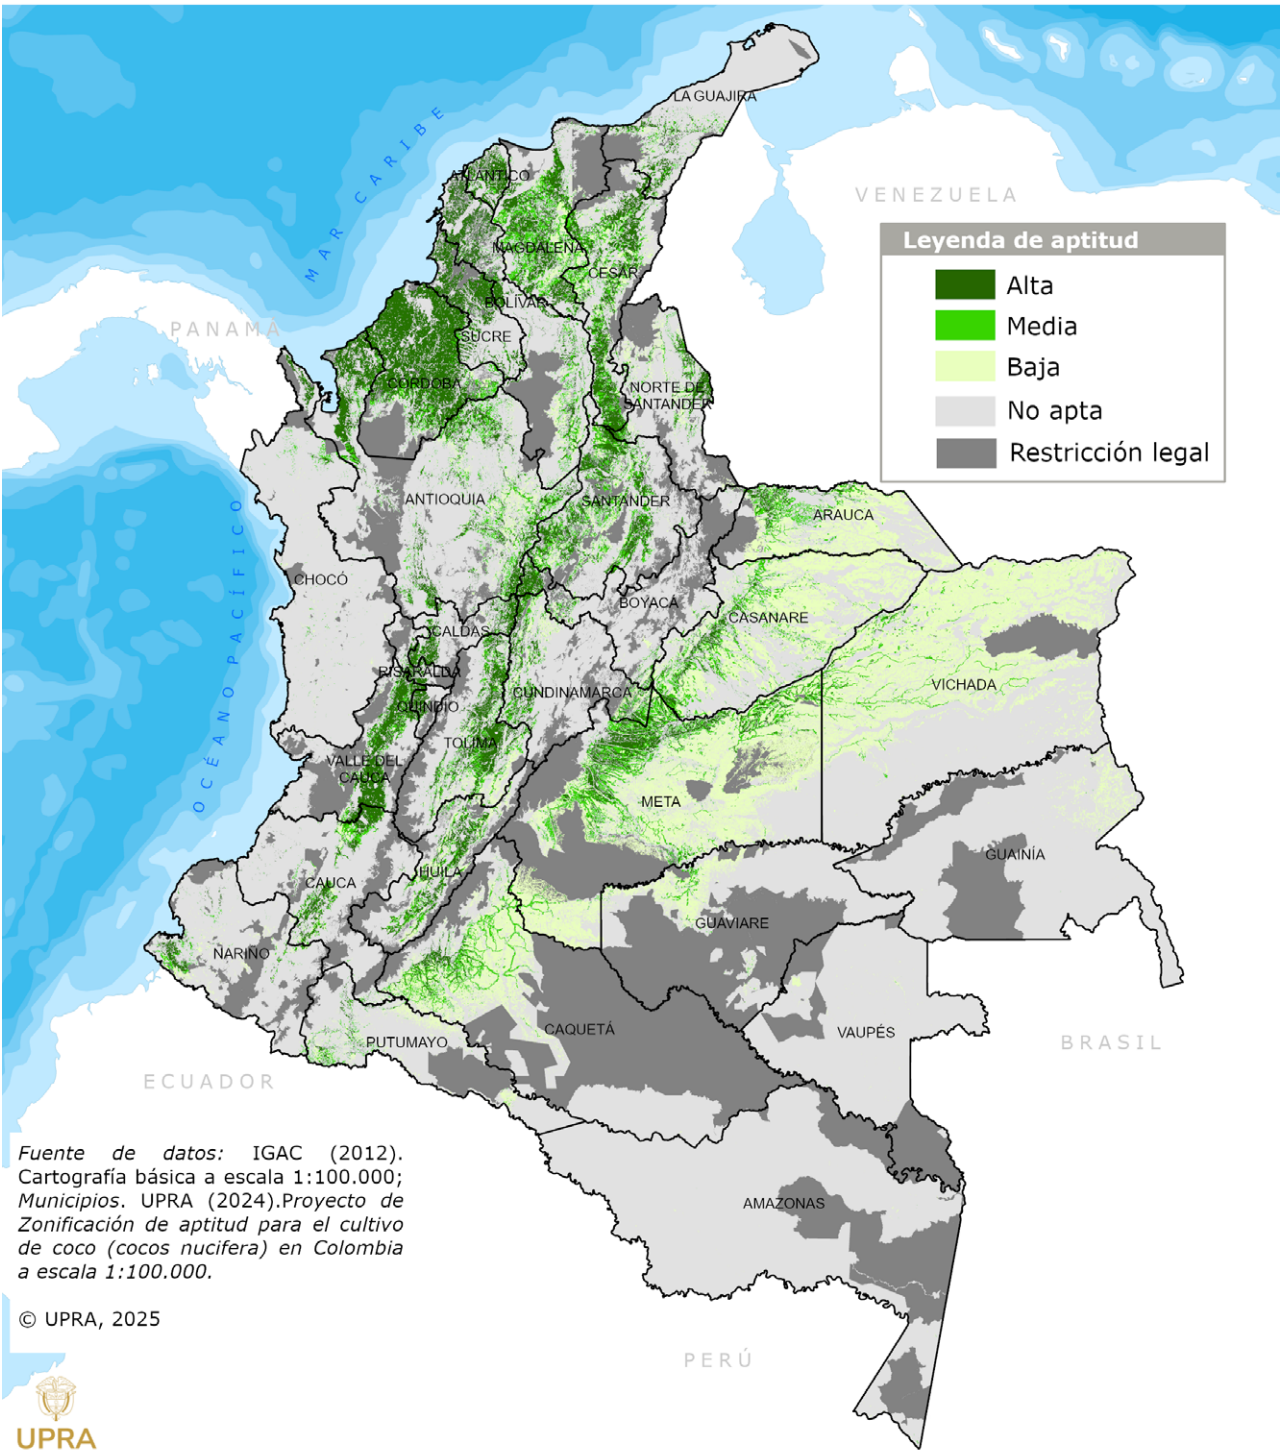 LA GUAJIRA
MAR CARIBE
ATLÁNTICO
VENEZUELA
Leyenda de aptitud
Alta
Media
Baja
No apta
Restricción legal
MAGDALENA
CESAR
BOLÍVAR
PANAMÁ
SUCRE
CÓRDOBA
NORTE DE
SANTANDER
ANTIOQUIA
SANTANDER
ARAUCA
OCÉANO PACÍFICO
CHOCÓ
BOYACÁ
CASANARE
CALDAS
RISARALDA
CUNDINAMARCA
VICHADA
QUINDIO
TOLIMA
VALLE DEL
CAUCA
META
GUAINÍA
HUILA
CAUCA
GUAVIARE
NARIÑO
CAQUETÁ
VAUPÉS
PUTUMAYO
BRASIL
ECUADOR
Fuente de datos: IGAC (2012).
Cartografía básica a escala 1:100.000;
Municipios. UPRA (2024).Proyecto de
Zonificación de aptitud para el cultivo
de coco (cocos nucifera) en Colombia
a escala 1:100.000.
AMAZONAS
© UPRA, 2025
PERÚ
UPRA